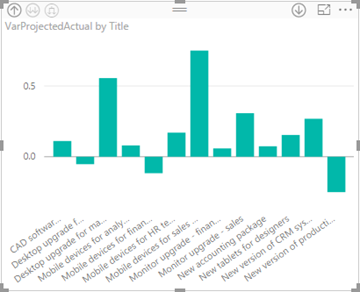 VarProjectedActual by Title
0.5
0.0
CAD softwar...
Desktop upgrade f...
Desktop upgrade for ma...
Mobile devices for analy...
Mobile devices for finan...
Mobile devices for HR te...
Mobile devices for sales ...
Monitor upgrade - finan...
Monitor upgrade - sales
New accounting package
New tablets for designers
New version of CRM sys...
New version of producti...